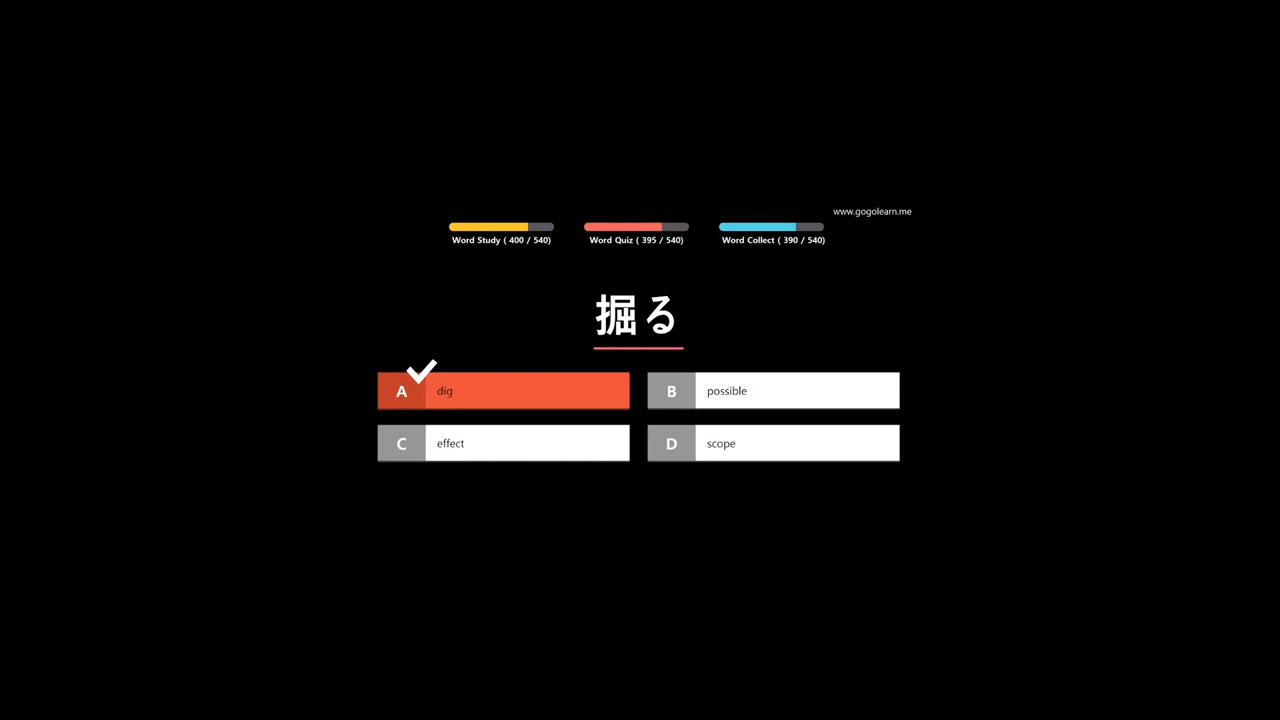 www.gogolearn.me
Word Study ( 400 / 540)
Word Quiz ( 395 / 540)
Word Collect ( 390 / 540)
掘る
A dig
B possible
C effect
D scope